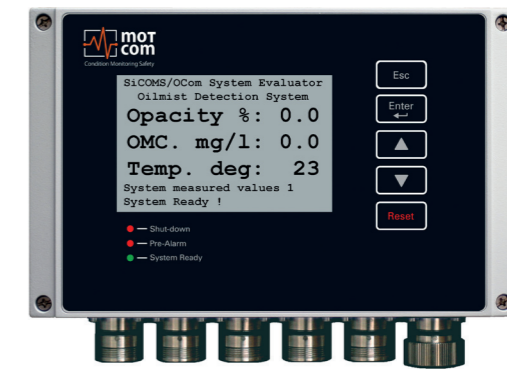 мот
com
Condition Monitoring Safety
SiCOMS/OCom System Evaluator
Oilmist Detection System
Opacity %: 0.0
OMC. mg/l: 0.0
Temp. deg: 23
System measured values 1
System Ready !
Esc
Enter
Reset
Shut-down
Pre-Alarm
System Ready